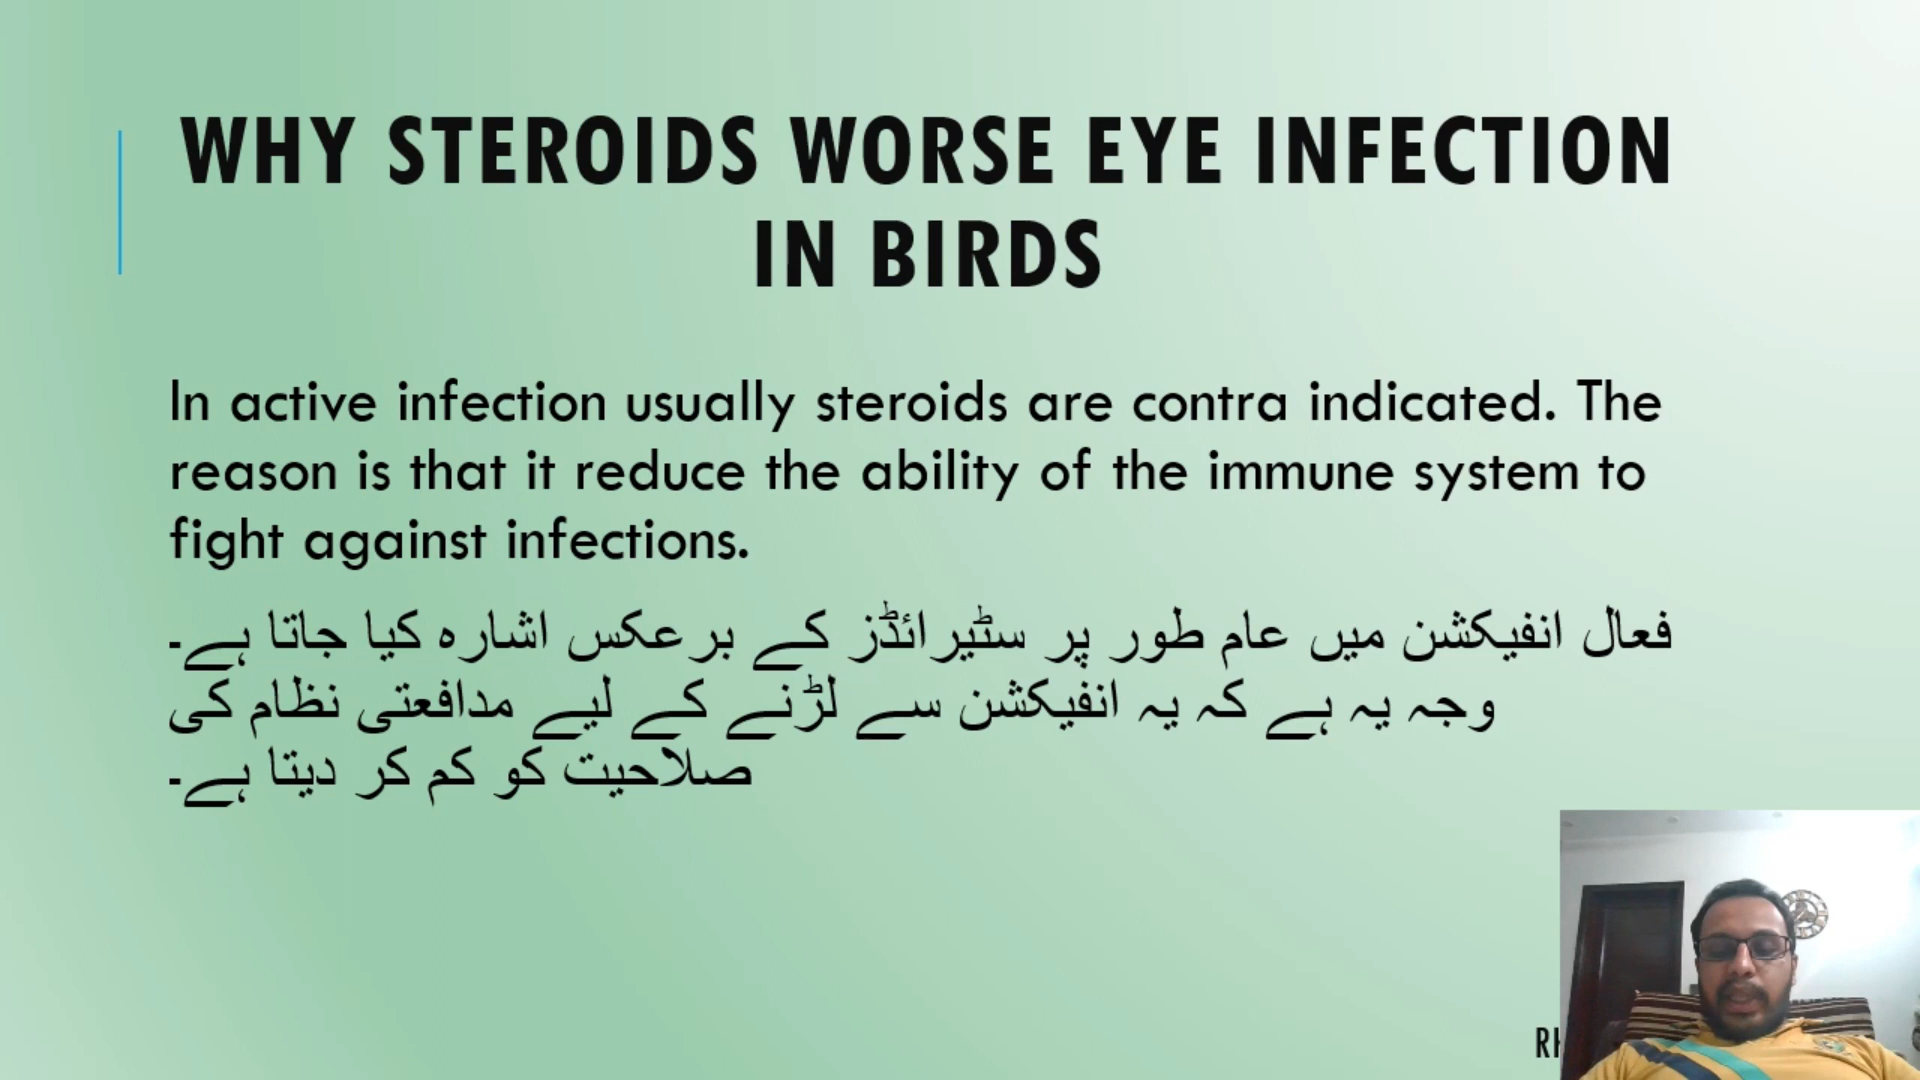 WHY STEROIDS WORSE EYE INFECTION
IN BIRDS
In active infection usually steroids are contra indicated. The
reason is that it reduce the ability of the immune system to
fight against infections.
فعال انفیکشن میں عام طور پر سٹیرائڈز کے برعکس اشارہ کیا جاتا ہے۔
وجہ یہ ہے کہ یہ انفیکشن سے لڑنے کے لیے مدافعتی نظام کی
صلاحیت کو کم کر دیتا ہے۔